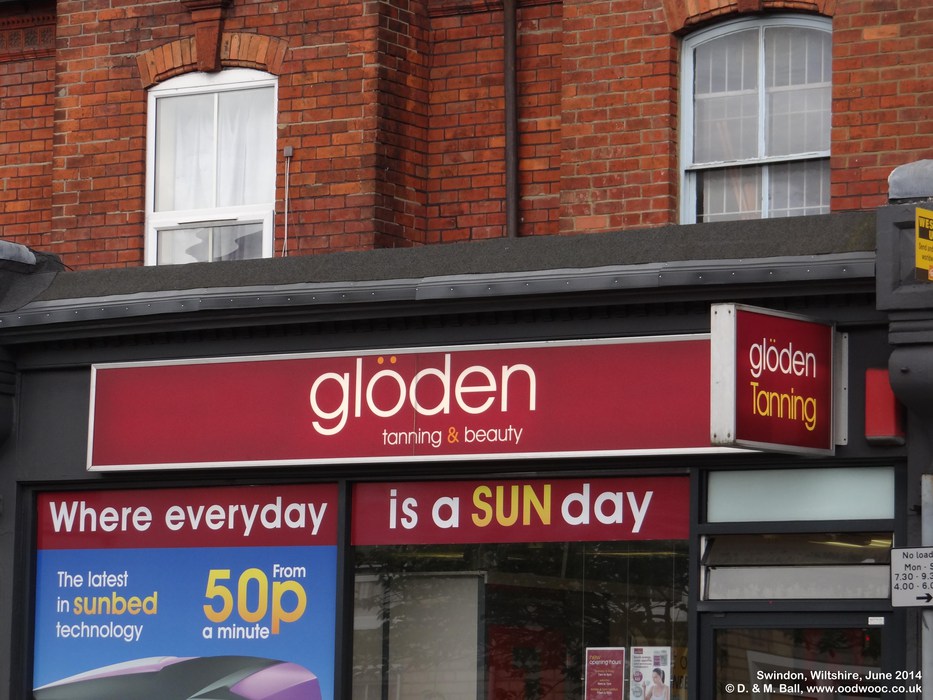 glöden
tanning & beauty
glöden
Tanning
Where everyday
is a SUN day
The latest
in sunbed
technology
From
50p
a minute
No load
Mon - S
7.30 - 9.3
4.00 - 6.0
Swindon, Wiltshire, June 2014
© D. & M. Ball, www.oodwooc.co.uk